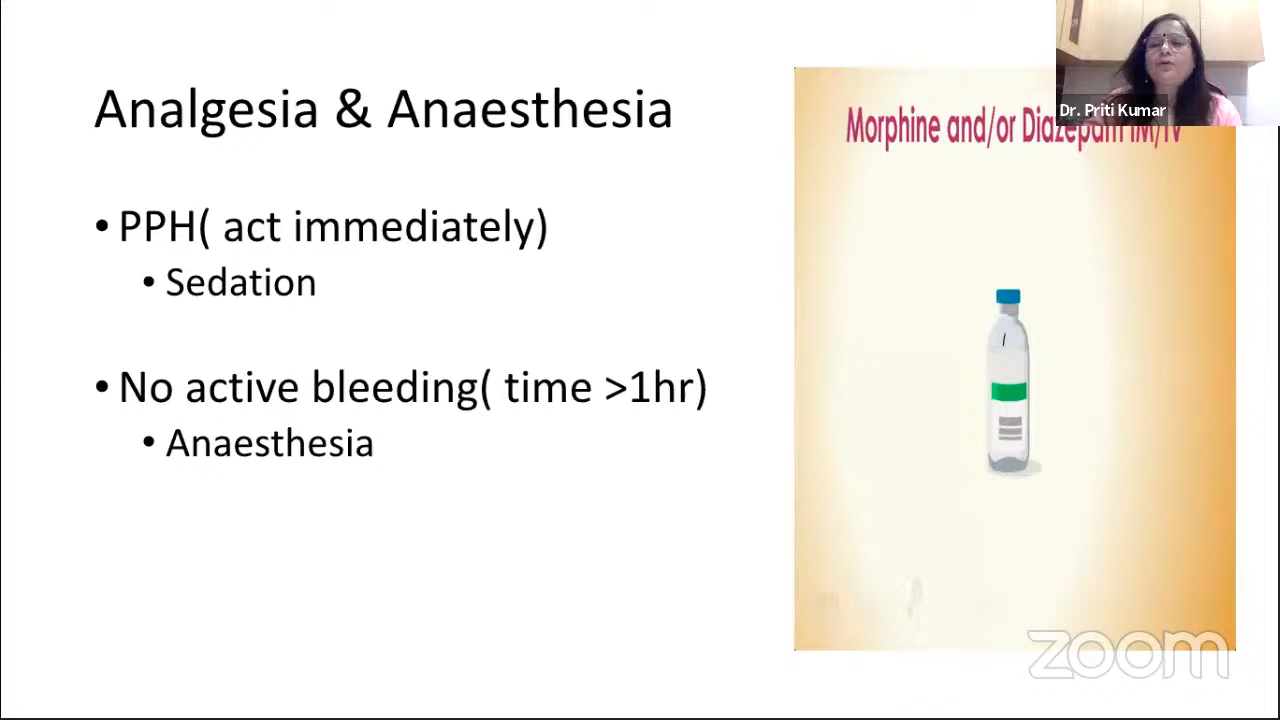 Analgesia & Anaesthesia
• PPH( act immediately)
• Sedation
• No active bleeding( time >1hr)
• Anaesthesia
Morphine and/or Diazepam IM/IV
Dr. Priti Kumar
zoom